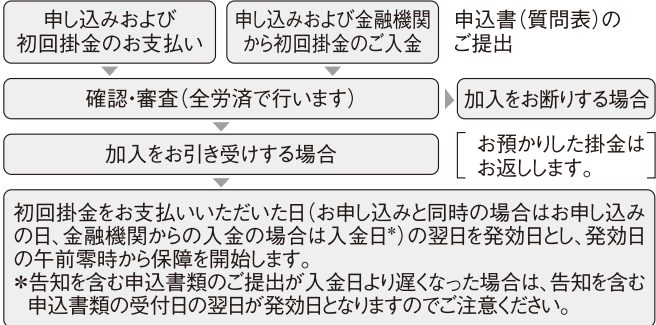 申し込みおよび
初回掛金のお支払い
申し込みおよび金融機関
から初回掛金のご入金
申込書（質問表）の
ご提出
確認・審査（全労済で行います）
加入をお断りする場合
加入をお引き受けする場合
お預かりした掛金は
お返しします。
初回掛金をお支払いいただいた日（お申し込みと同時の場合はお申し込み
の日、金融機関からの入金の場合は入金日*）の翌日を発効日とし、発効日
の午前零時から保障を開始します。
＊告知を含む申込書類のご提出が入金日より遅くなった場合は、告知を含む
申込書類の受付日の翌日が発効日となりますのでご注意ください。